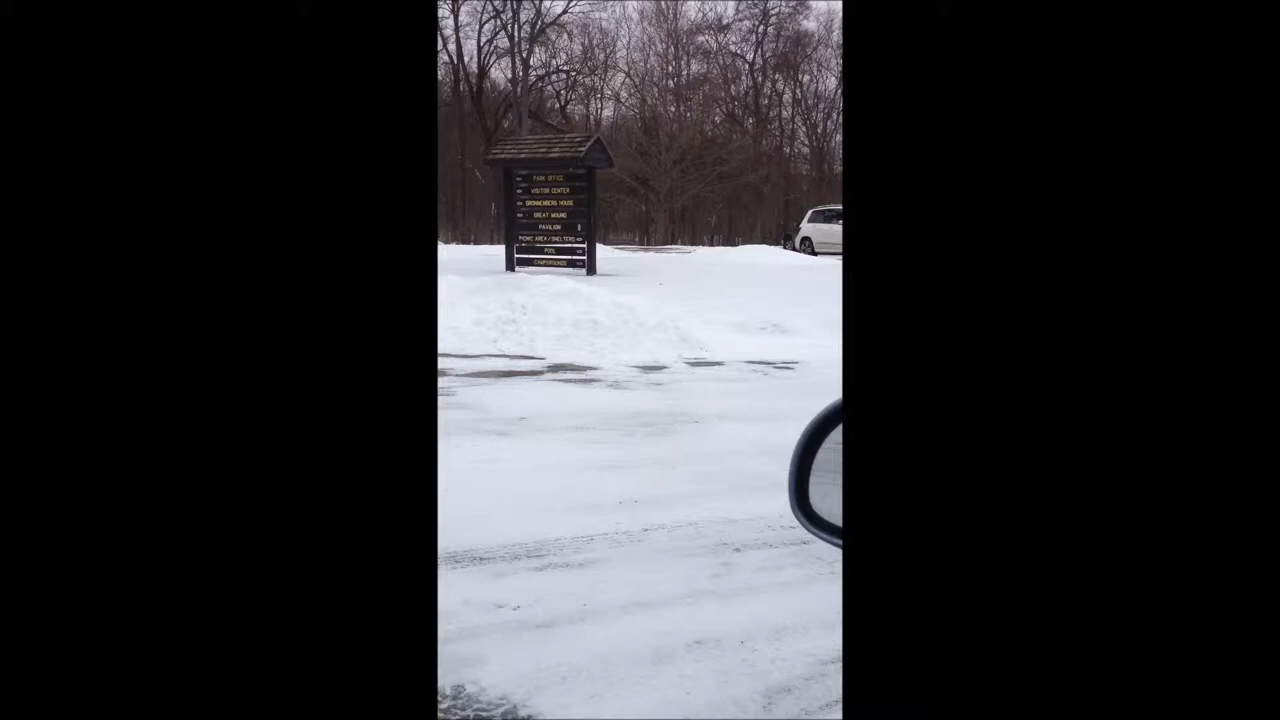 PARK OFFICE
VISITOR CENTER
BRONNENBERG HOUSE
GREAT MOUND
PAVILION
PICNIC AREA/SHELTERS
POOL
CAMPGROUNDS